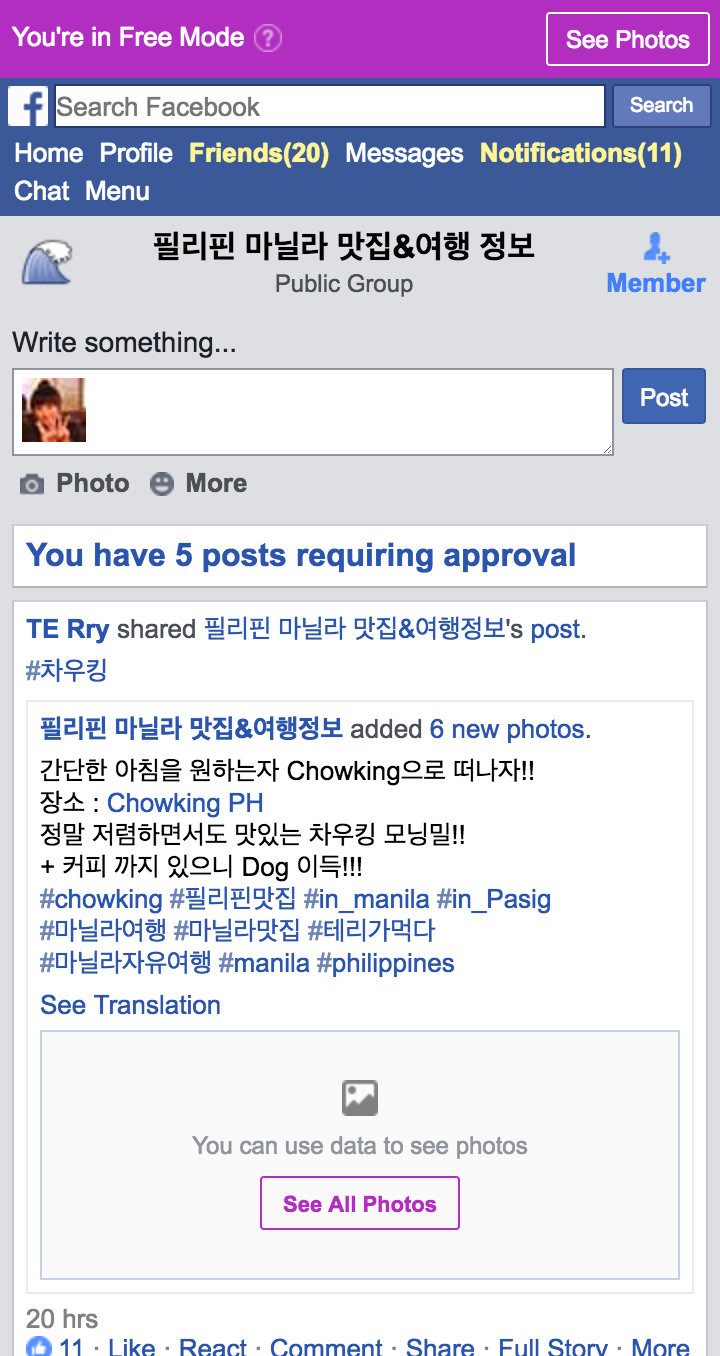 You're in Free Mode ?
See Photos
f
Search Facebook
Search
Home Profile Friends(20) Messages Notifications(11)
Chat Menu
필리핀 마닐라 맛집&여행 정보
Public Group
Member
Write something...
Post
Photo More
You have 5 posts requiring approval
TE Rry shared 필리핀 마닐라 맛집&여행정보's post.
#차우킹
필리핀 마닐라 맛집&여행정보 added 6 new photos.
간단한 아침을 원하는자 Chowking으로 떠나자!!
장소 : Chowking PH
정말 저렴하면서도 맛있는 차우킹 모닝밀!!
+ 커피 까지 있으니 Dog 이득!!!
#chowking #필리핀맛집 #in_manila #in_Pasig
#마닐라여행 #마닐라맛집 #테리가먹다
#마닐라자유여행 #manila #philippines
See Translation
You can use data to see photos
See All Photos
20 hrs
11 · Like · React · Comment · Share · Full Story · More